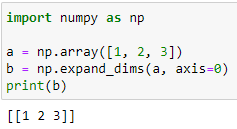 import numpy as np
a = np.array([1, 2, 3])
b = np.expand_dims(a, axis=0)
print(b)
[[1 2 3]]